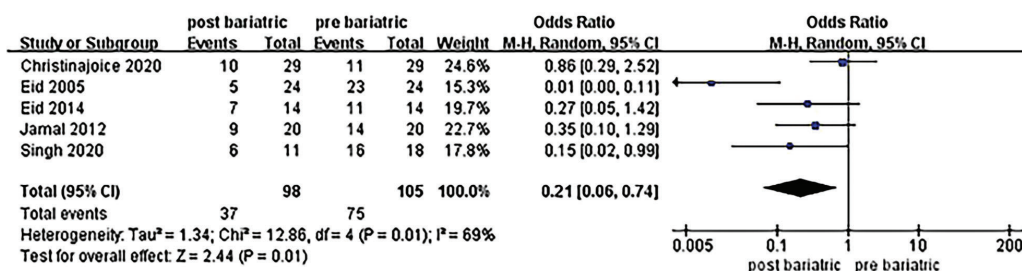 post bariatric pre bariatric Odds Ratio Odds Ratio
Study or Subgroup Events Total Events Total Weight M-H, Random, 95% CI M-H, Random, 95% CI
Christinajoice 2020 10 29 11 29 24.6% 0.86 [0.29, 2.52]
Eid 2005 5 24 23 24 15.3% 0.01 [0.00, 0.11]
Eid 2014 7 14 11 14 19.7% 0.27 [0.05, 1.42]
Jamal 2012 9 20 14 20 22.7% 0.35 [0.10, 1.29]
Singh 2020 6 11 16 18 17.8% 0.15 [0.02, 0.99]
Total (95% CI) 98 105 100.0% 0.21 [0.06, 0.74]
Total events 37 75
Heterogeneity: Tau² = 1.34; Chi² = 12.86, df = 4 (P = 0.01); I² = 69%
Test for overall effect: Z = 2.44 (P = 0.01)
0.005 0.1 1 10 200
post bariatric pre bariatric